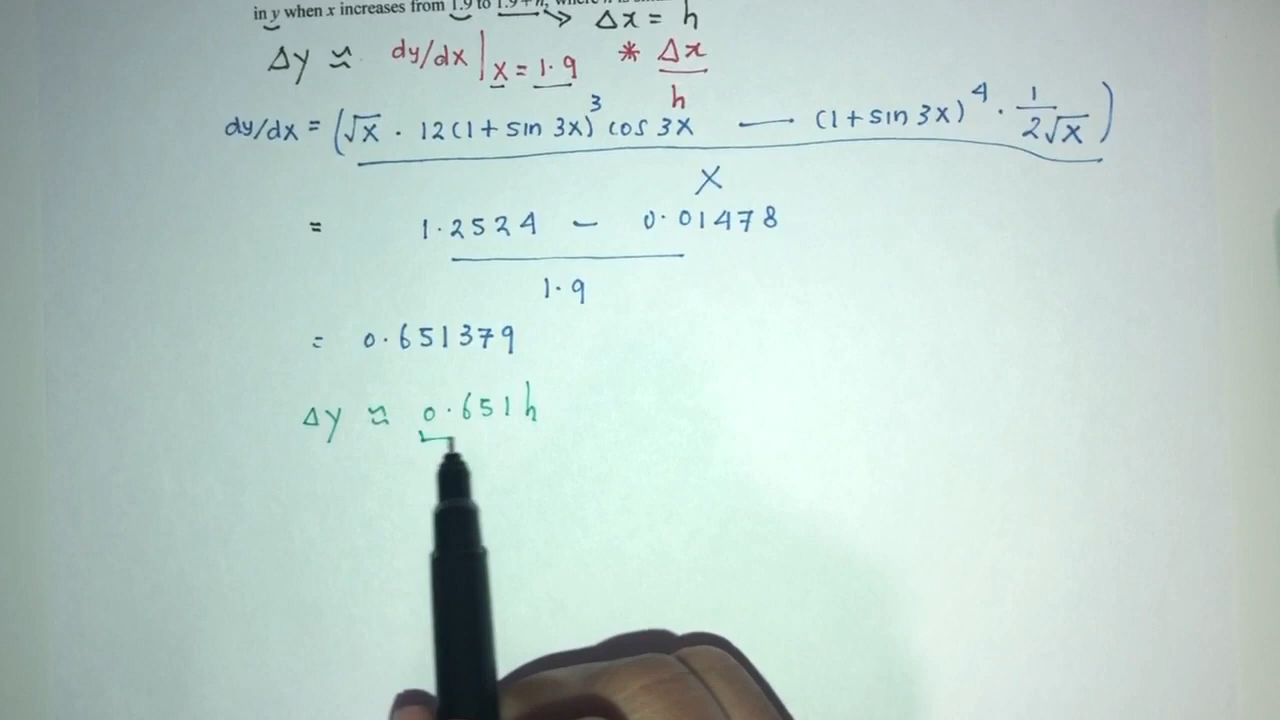 in y when x increases from 1.9 to 1.9 + h,
Δx = h
Δy ≈ dy/dx | x = 1.9 * Δx
h
dy/dx = (√x · 12(1 + sin 3x)³ cos 3x — (1 + sin 3x)⁴ · 1/2√x)
x
= 1.2524 - 0.01478
1.9
= 0.651379
Δy ≈ 0.651h